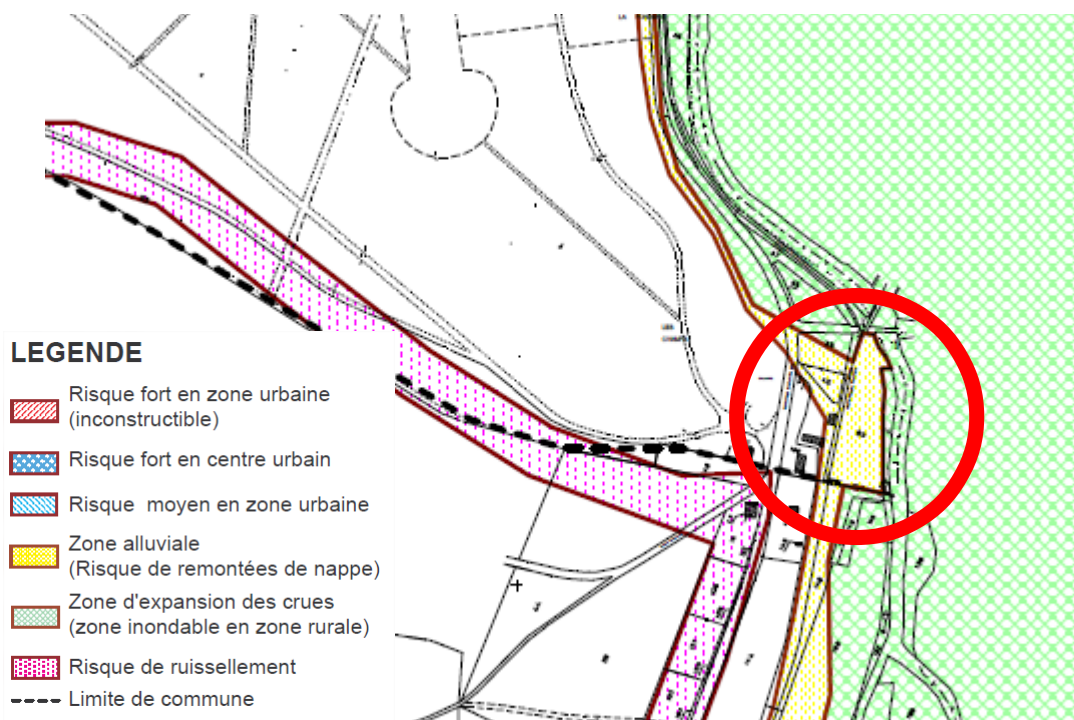 LEGENDE
Risque fort en zone urbaine
(inconstructible)
Risque fort en centre urbain
Risque moyen en zone urbaine
Zone alluviale
(Risque de remontées de nappe)
Zone d'expansion des crues
(zone inondable en zone rurale)
Risque de ruissellement
Limite de commune